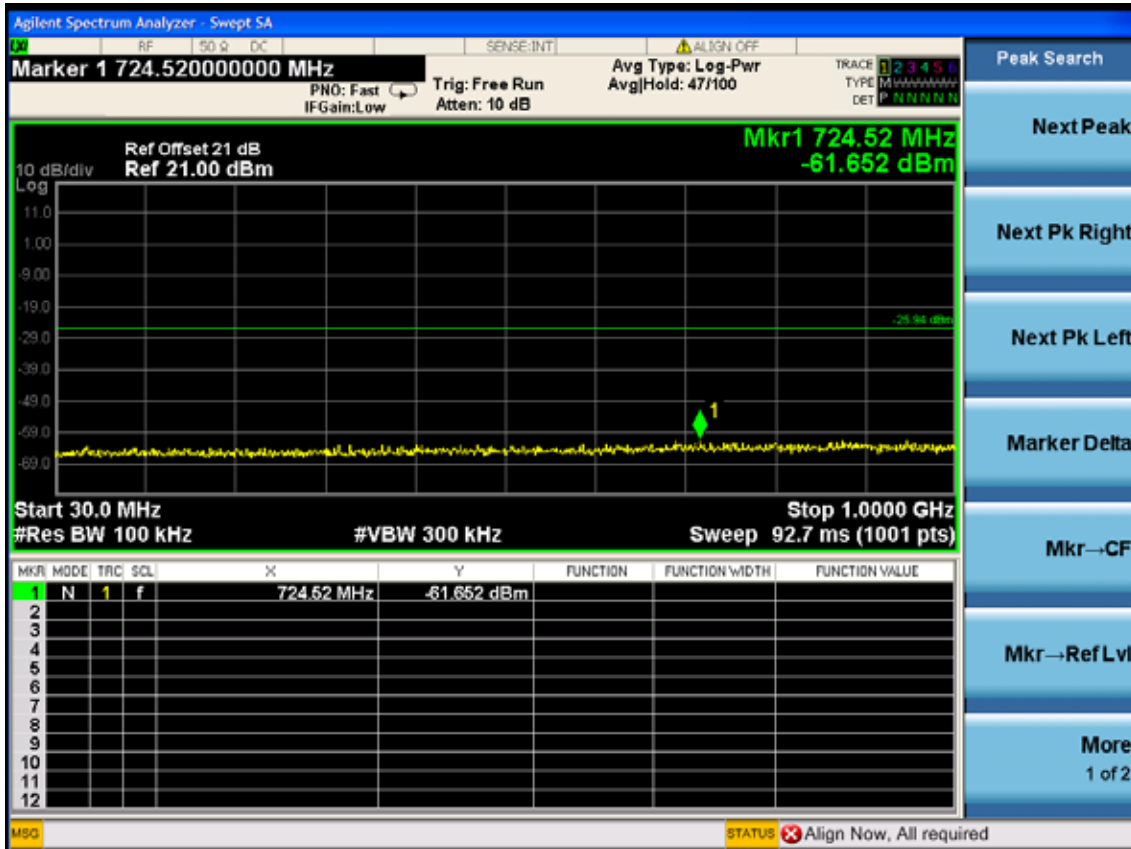 Agilent Spectrum Analyzer - Swept SA
LXI RF 50 Ω DC SENSE:INT ALIGN OFF
Marker 1 724.520000000 MHz
PNO: Fast
IFGain:Low
Trig: Free Run
Atten: 10 dB
Avg Type: Log-Pwr
Avg|Hold: 47/100
TRACE 1 2 3 4 5 6
TYPE M
DET P N N N N N
Peak Search
Next Peak
Next Pk Right
Next Pk Left
Marker Delta
Mkr→CF
Mkr→Ref Lvl
More
1 of 2
Mkr1 724.52 MHz
-61.652 dBm
Ref Offset 21 dB
10 dB/div Ref 21.00 dBm
Log
11.0
1.00
-9.00
-19.0
-25.94 dBm
-29.0
-39.0
-49.0
1
-59.0
-69.0
Start 30.0 MHz Stop 1.0000 GHz
#Res BW 100 kHz #VBW 300 kHz Sweep 92.7 ms (1001 pts)
MKR MODE TRC SCL X Y FUNCTION FUNCTION WIDTH FUNCTION VALUE
1 N 1 f 724.52 MHz -61.652 dBm
2
3
4
5
6
7
8
9
10
11
12
MSG STATUS Align Now, All required